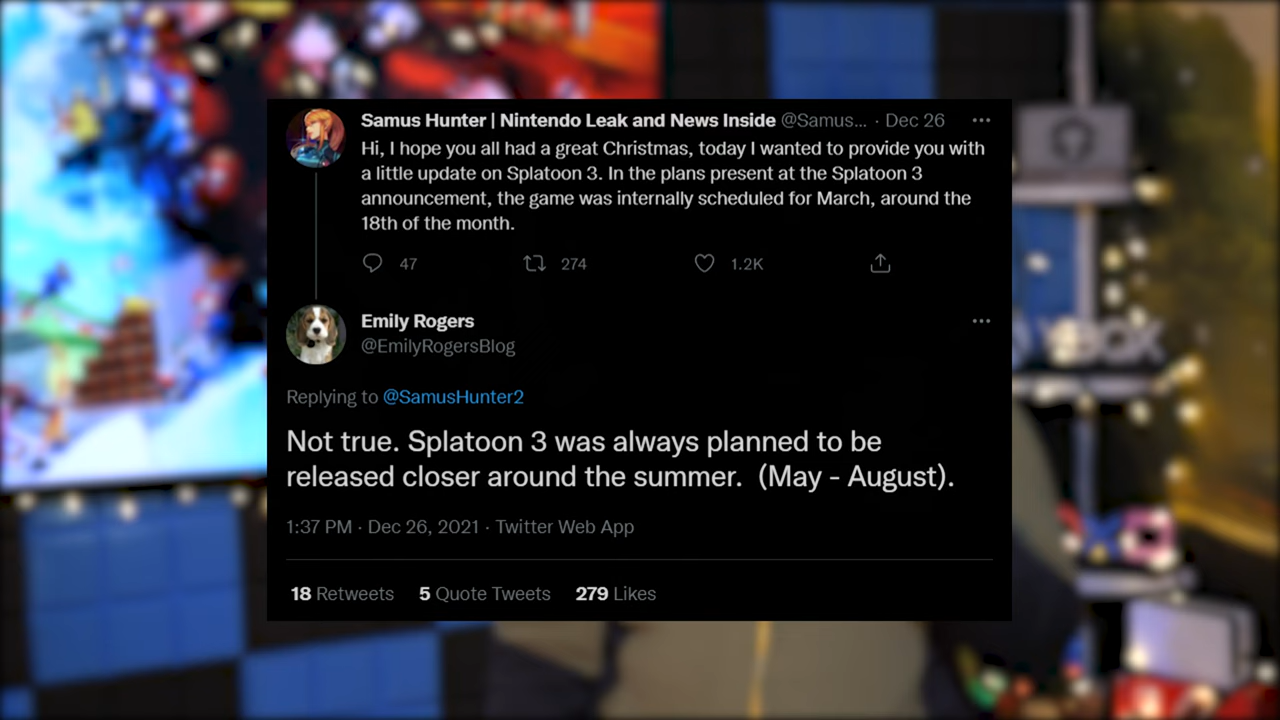 Samus Hunter | Nintendo Leak and News Inside @Samus... · Dec 26
Hi, I hope you all had a great Christmas, today I wanted to provide you with
a little update on Splatoon 3. In the plans present at the Splatoon 3
announcement, the game was internally scheduled for March, around the
18th of the month.
47 274 1.2K
Emily Rogers
@EmilyRogersBlog
Replying to @SamusHunter2
Not true. Splatoon 3 was always planned to be
released closer around the summer.  (May - August).
1:37 PM · Dec 26, 2021 · Twitter Web App
18 Retweets 5 Quote Tweets 279 Likes
XBOX